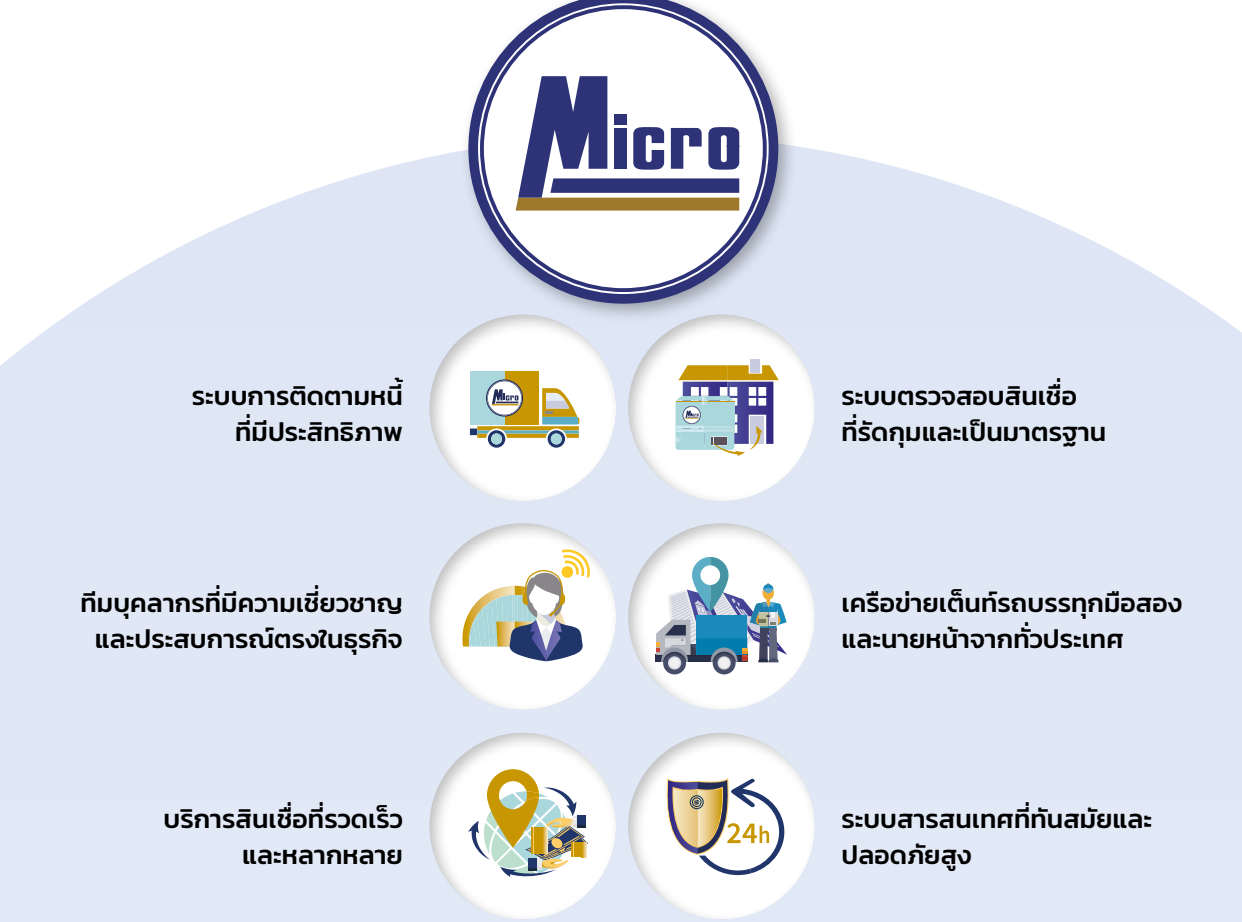 Micro
ระบบการติดตามหนี้
ที่มีประสิทธิภาพ
Micro
Micro
ระบบตรวจสอบสินเชื่อ
ที่รัดกุมและเป็นมาตรฐาน
ทีมบุคลากรที่มีความเชี่ยวชาญ
และประสบการณ์ตรงในธุรกิจ
เครือข่ายเต็นท์รถบรรทุกมือสอง
และนายหน้าจากทั่วประเทศ
บริการสินเชื่อที่รวดเร็ว
และหลากหลาย
24h
ระบบสารสนเทศที่ทันสมัยและ
ปลอดภัยสูง